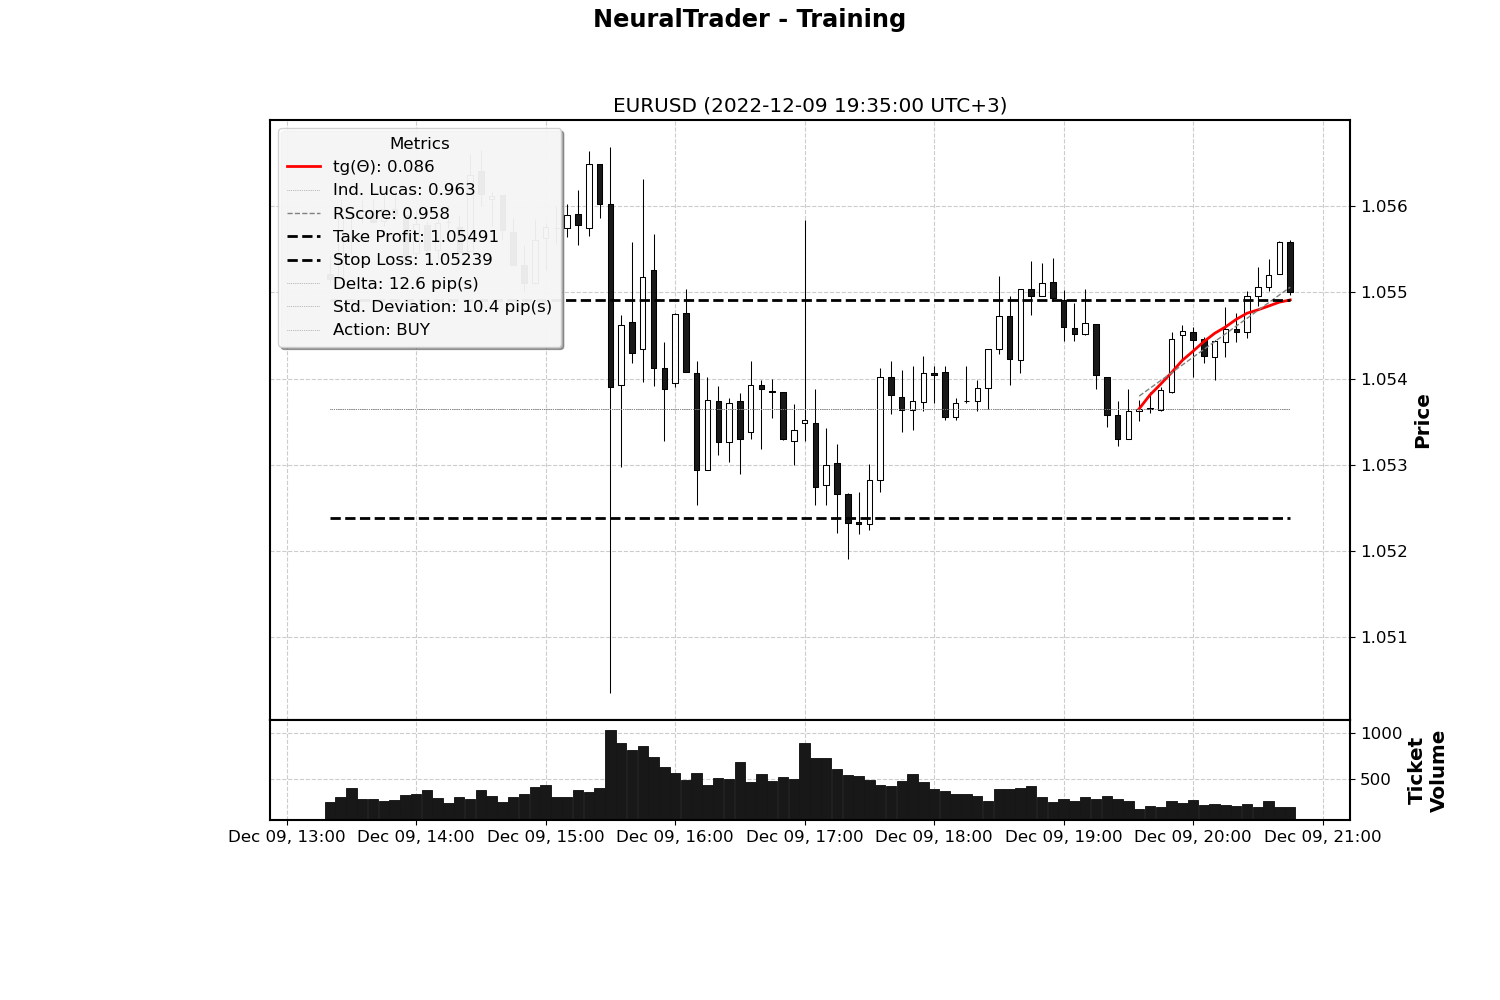 NeuralTrader - Training
EURUSD (2022-12-09 19:35:00 UTC+3)
Metrics
tg(Θ): 0.086
Ind. Lucas: 0.963
RScore: 0.958
Take Profit: 1.05491
Stop Loss: 1.05239
Delta: 12.6 pip(s)
Std. Deviation: 10.4 pip(s)
Action: BUY
1.056
1.055
1.054
1.053
1.052
1.051
Price
1000
500
Ticket
Volume
Dec 09, 13:00 Dec 09, 14:00 Dec 09, 15:00 Dec 09, 16:00 Dec 09, 17:00 Dec 09, 18:00 Dec 09, 19:00 Dec 09, 20:00 Dec 09, 21:00